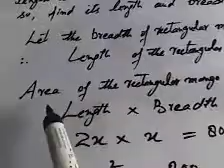 so, find its length and bread
Let the breadth of rectangular m
∴ Length of the rectangular
Area of the rectangular mango
Length × Breadth
2x × x = 80